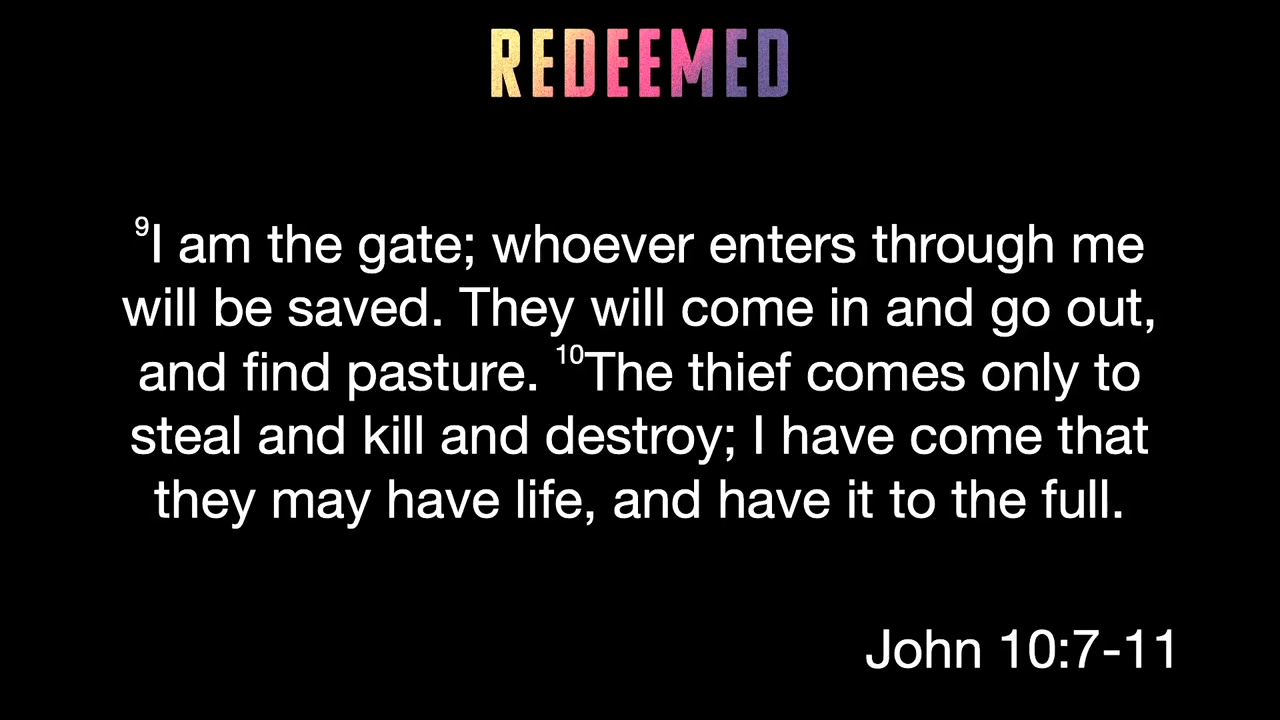 REDEEMED
⁹I am the gate; whoever enters through me
will be saved. They will come in and go out,
and find pasture. ¹⁰The thief comes only to
steal and kill and destroy; I have come that
they may have life, and have it to the full.
John 10:7-11